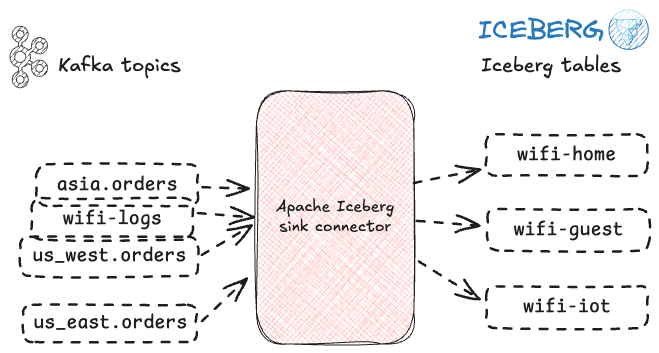 ICEBERG
Kafka topics
Iceberg tables
asia.orders
wifi-logs
us_west.orders
us_east.orders
Apache Iceberg
sink connector
wifi-home
wifi-guest
wifi-iot